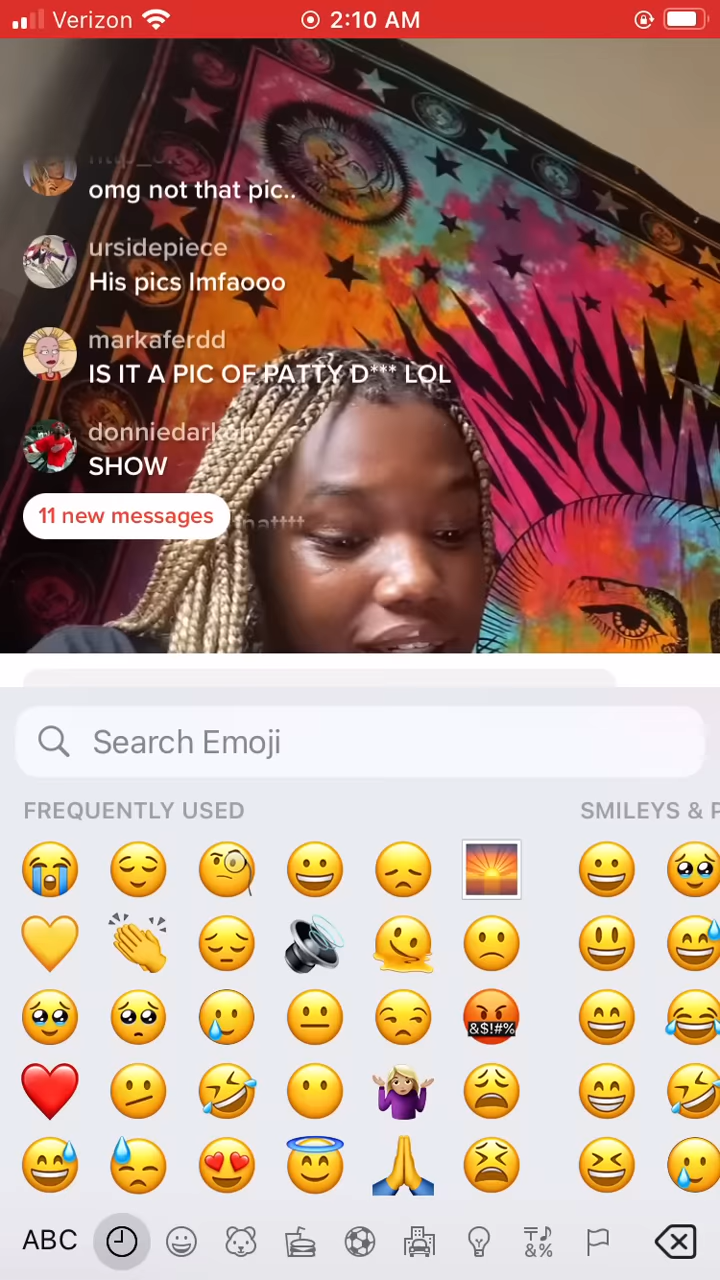 Verizon
2:10 AM
omg not that pic..
ursidepiece
His pics lmfaooo
markaferdd
IS IT A PIC OF PATTY D*** LOL
donniedarkoh
SHOW
11 new messages
Search Emoji
FREQUENTLY USED
SMILEYS & P
&$!#%
ABC
&%